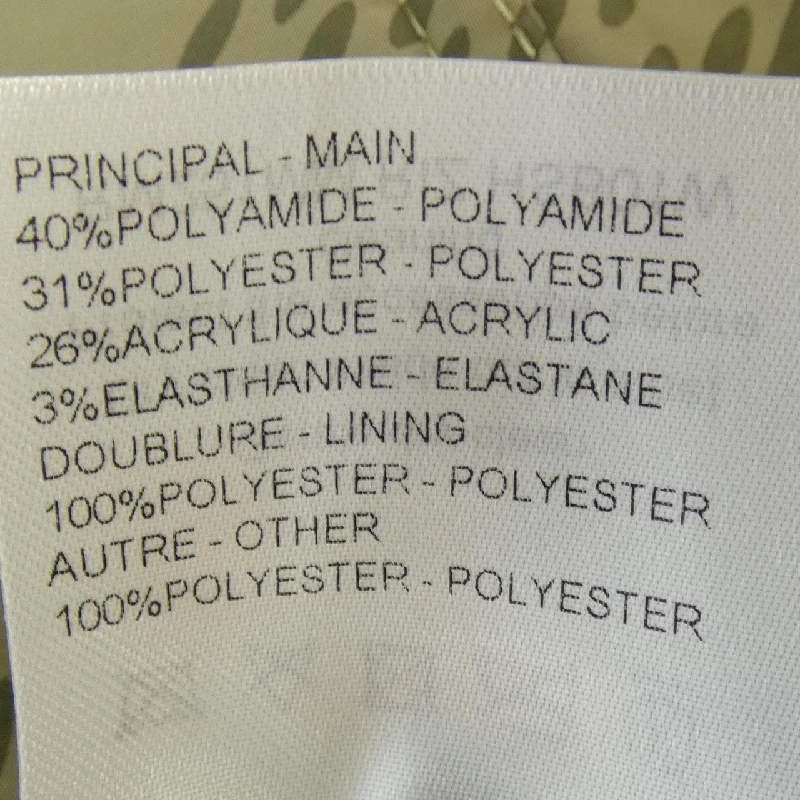 PRINCIPAL - MAIN
40%POLYAMIDE - POLYAMIDE
31%POLYESTER - POLYESTER
26%ACRYLIQUE - ACRYLIC
3%ELASTHANNE - ELASTANE
DOUBLURE - LINING
100%POLYESTER - POLYESTER
AUTRE - OTHER
100%POLYESTER - POLYESTER